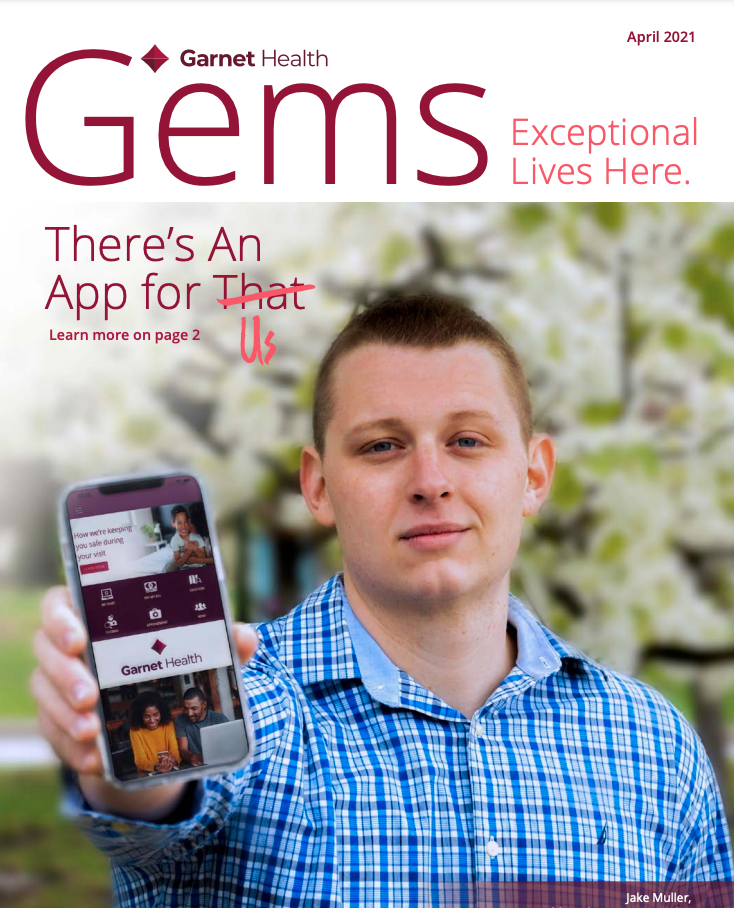 April 2021
Garnet Health
Gems
Exceptional
Lives Here.
There's An
App for That
Us
Learn more on page 2
How we're keeping
you safe during
your visit
Garnet Health
Jake Muller,